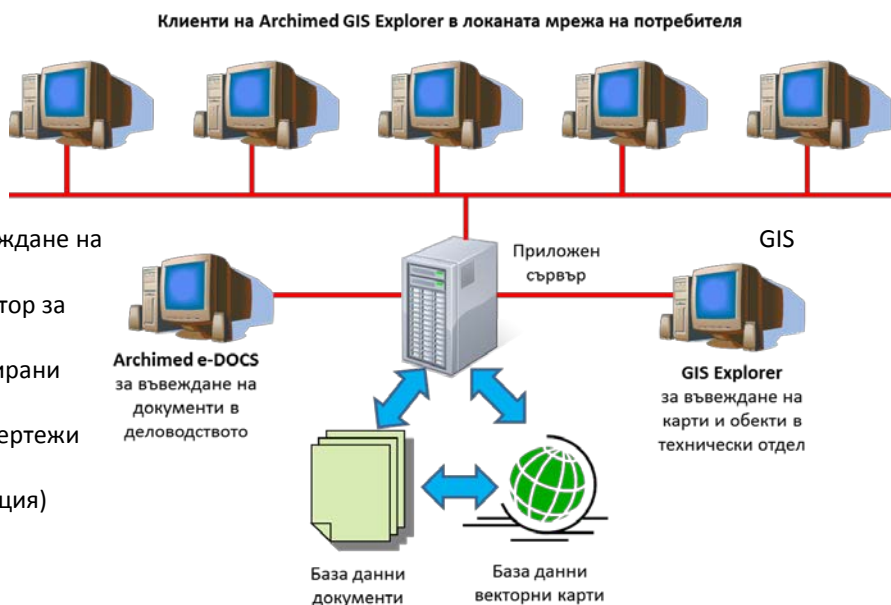 Клиенти на Archimed GIS Explorer в локаната мрежа на потребителя
ждане на
тор за
ирани
ертежи
ция)
GIS
Приложен
сървър
Archimed e-DOCS
за въвеждане на
документи в
деловодството
GIS Explorer
за въвеждане на
карти и обекти в
технически отдел
База данни
документи
База данни
векторни карти